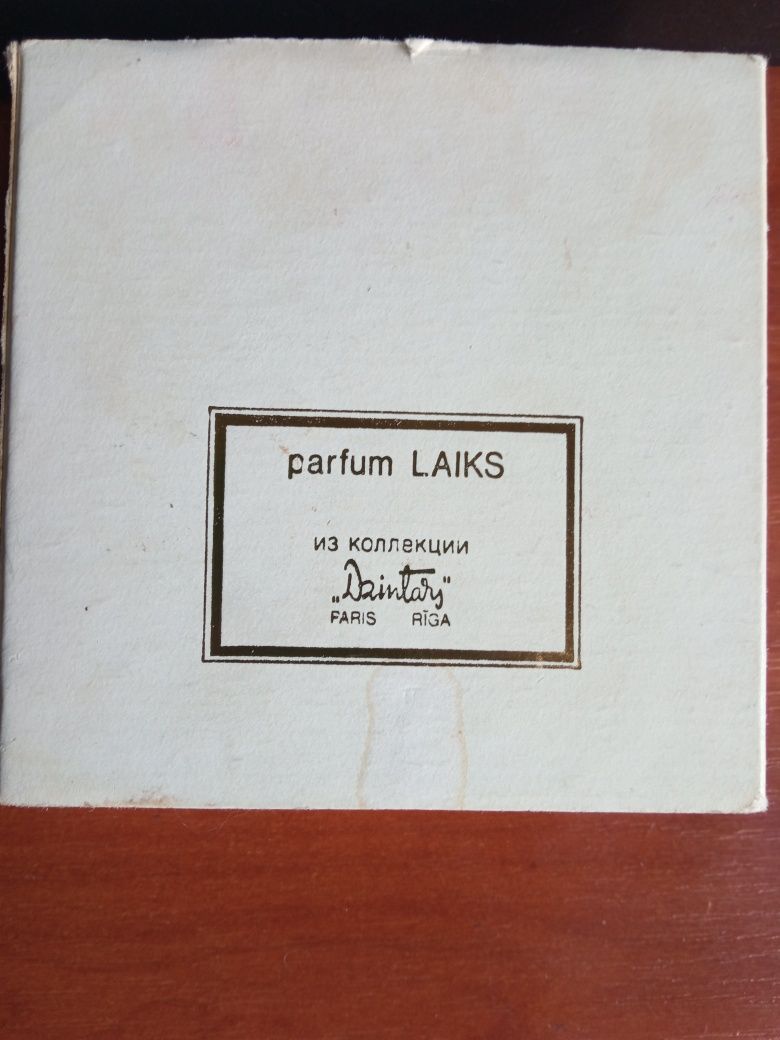 parfum LAIKS
из коллекции
„Dzintars"
PARIS RĪGA